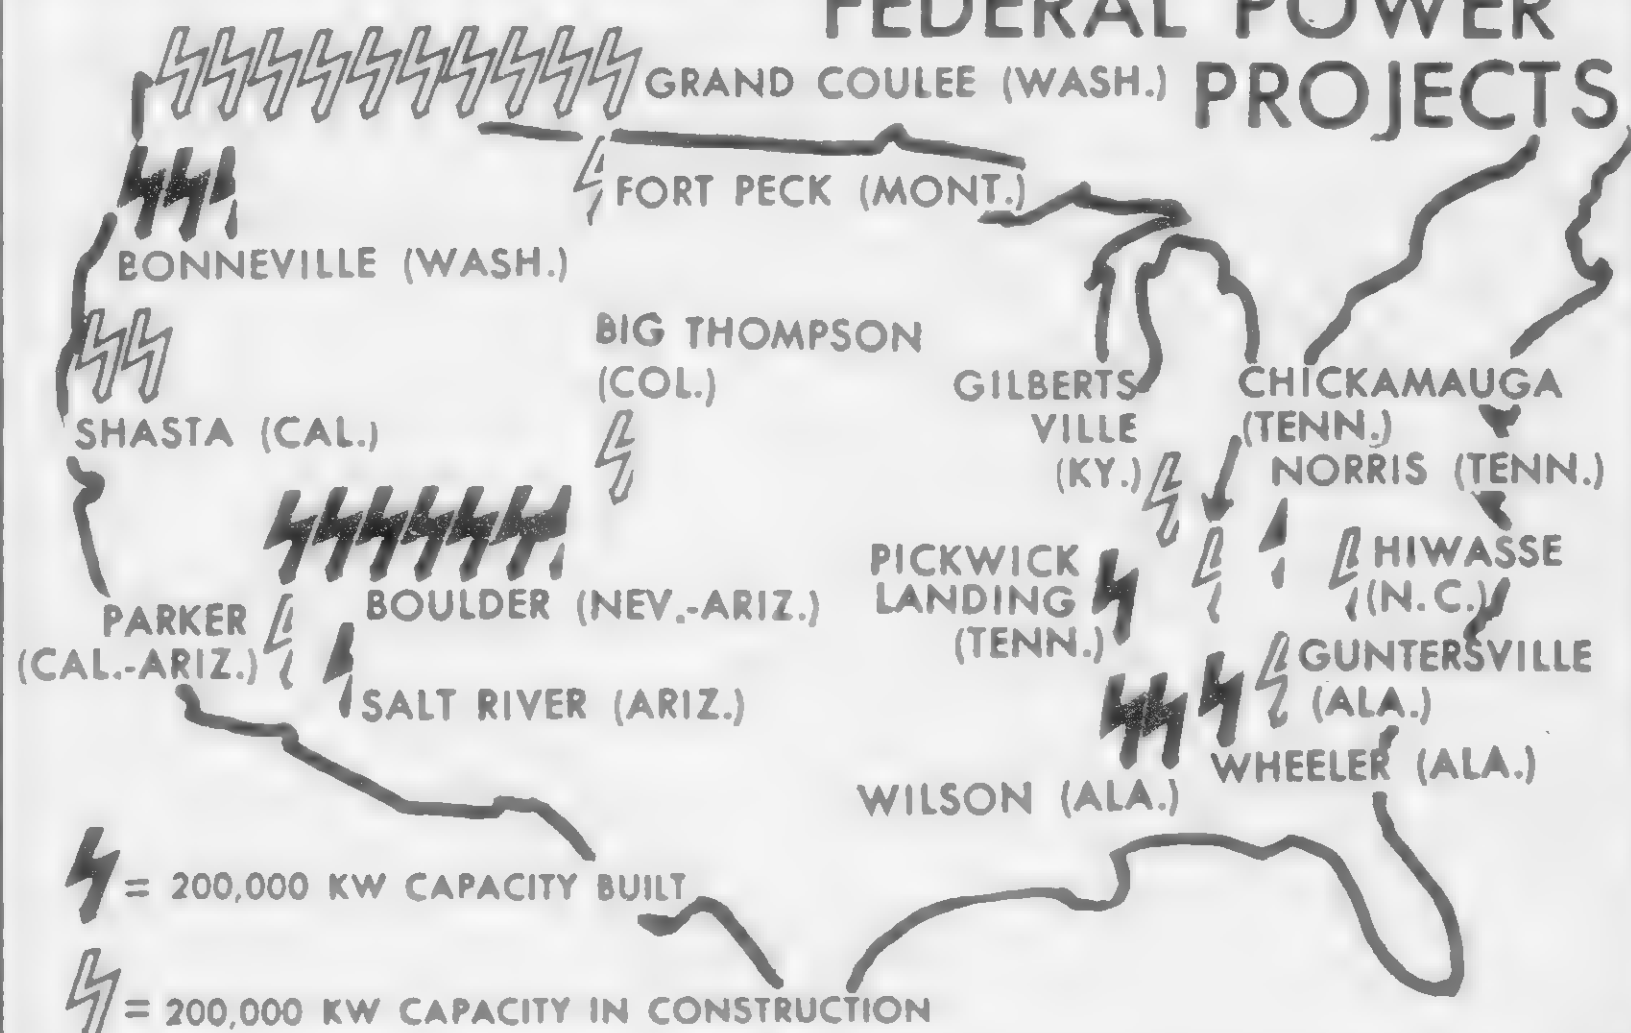 FEDERAL POWER
PROJECTS
GRAND COULEE (WASH.)
FORT PECK (MONT.)
BONNEVILLE (WASH.)
BIG THOMPSON
(COL.)
SHASTA (CAL.)
GILBERTS
VILLE
(KY.)
CHICKAMAUGA
(TENN.)
NORRIS (TENN.)
PICKWICK
LANDING
(TENN.)
HIWASSE
(N.C.)
BOULDER (NEV.-ARIZ.)
PARKER
(CAL.-ARIZ.)
SALT RIVER (ARIZ.)
GUNTERSVILLE
(ALA.)
WHEELER (ALA.)
WILSON (ALA.)
= 200,000 KW CAPACITY BUILT
= 200,000 KW CAPACITY IN CONSTRUCTION